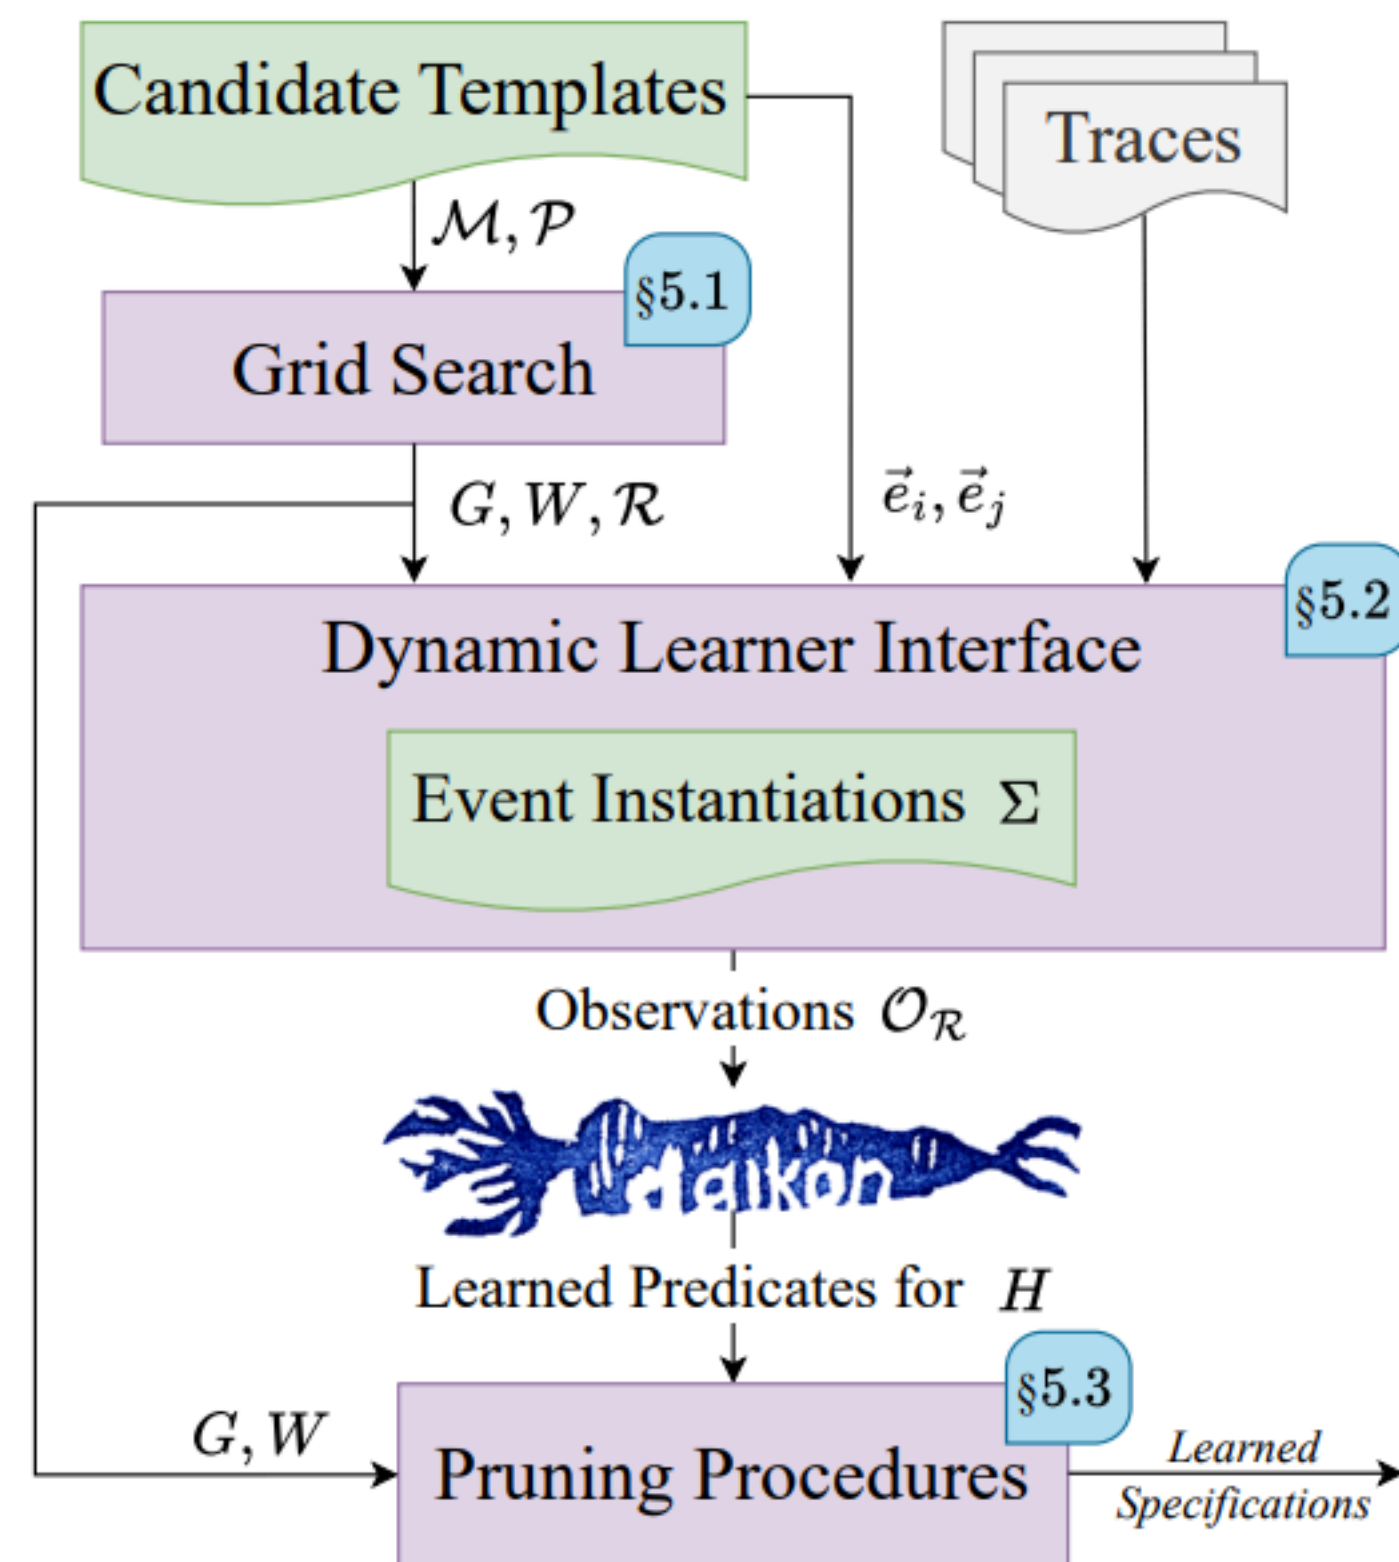 Candidate Templates
Traces
ℳ, 𝒫
§5.1
Grid Search
G, W, ℛ
e⃗ᵢ, e⃗ⱼ
§5.2
Dynamic Learner Interface
Event Instantiations Σ
Observations 𝒪_ℛ
daikon
Learned Predicates for H
§5.3
G, W
Pruning Procedures
Learned
Specifications